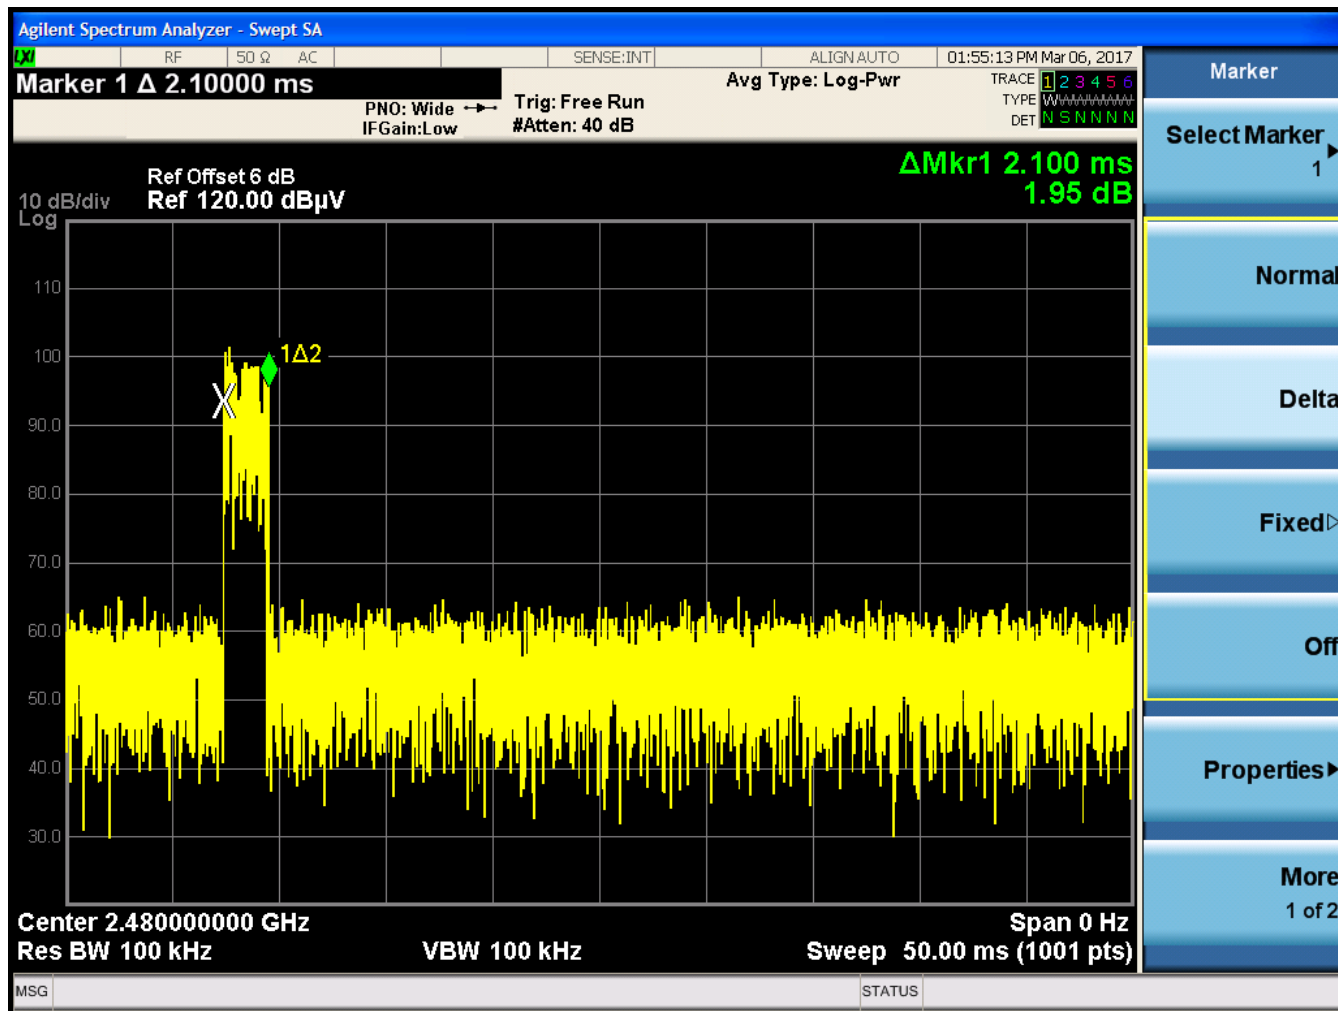 Agilent Spectrum Analyzer - Swept SA
LXI RF 50 Ω AC SENSE:INT ALIGN AUTO 01:55:13 PM Mar 06, 2017
Marker 1 Δ 2.10000 ms
PNO: Wide
IFGain:Low
Trig: Free Run
#Atten: 40 dB
Avg Type: Log-Pwr
TRACE 1 2 3 4 5 6
TYPE WWWWWW
DET N S N N N N
ΔMkr1 2.100 ms
1.95 dB
Ref Offset 6 dB
10 dB/div Ref 120.00 dBµV
Log
110
100
90.0
80.0
70.0
60.0
50.0
40.0
30.0
X
1Δ2
Center 2.480000000 GHz Span 0 Hz
Res BW 100 kHz VBW 100 kHz Sweep 50.00 ms (1001 pts)
MSG STATUS
Marker
Select Marker
1
Normal
Delta
Fixed
Off
Properties
More
1 of 2